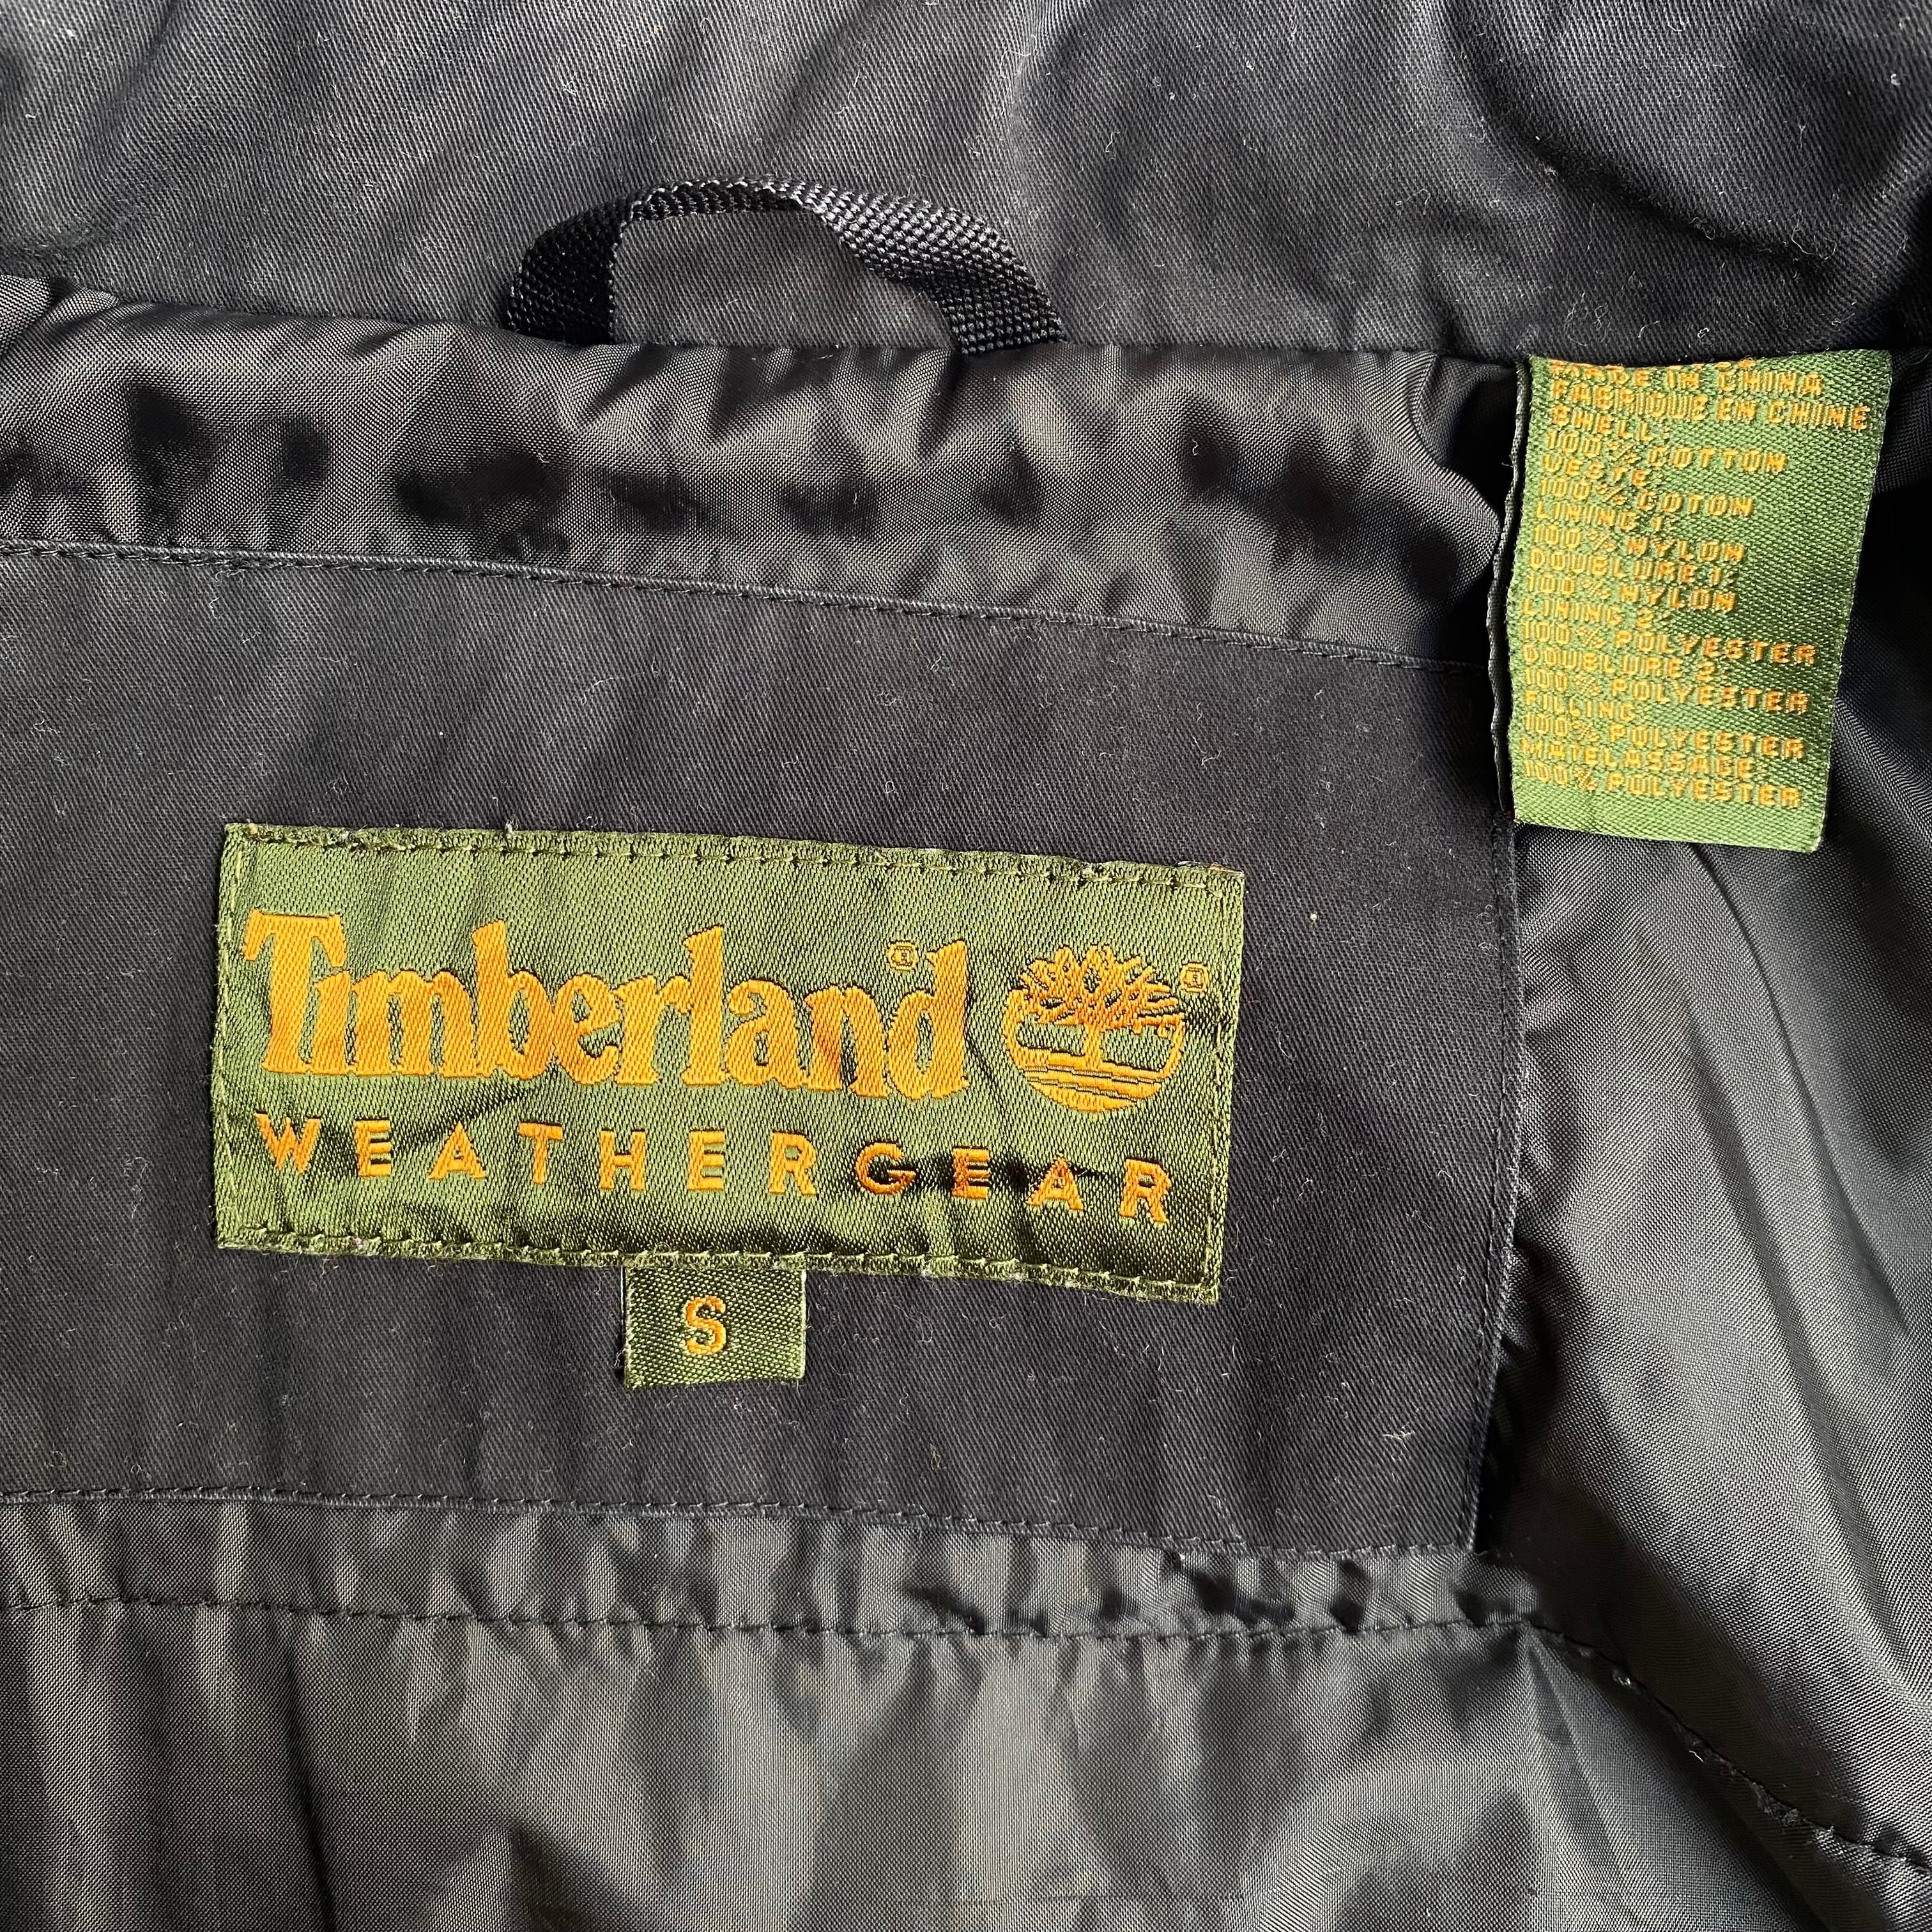 MADE IN CHINA
FABRIQUE EN CHINE
SHELL:
100% COTTON
VESTE:
100% COTON
LINING 1:
100% NYLON
DOUBLURE 1:
100% NYLON
LINING 2:
100% POLYESTER
DOUBLURE 2:
100% POLYESTER
FILLING:
100% POLYESTER
MATELASSAGE:
100% POLYESTER
Timberland® ®
WEATHERGEAR
S